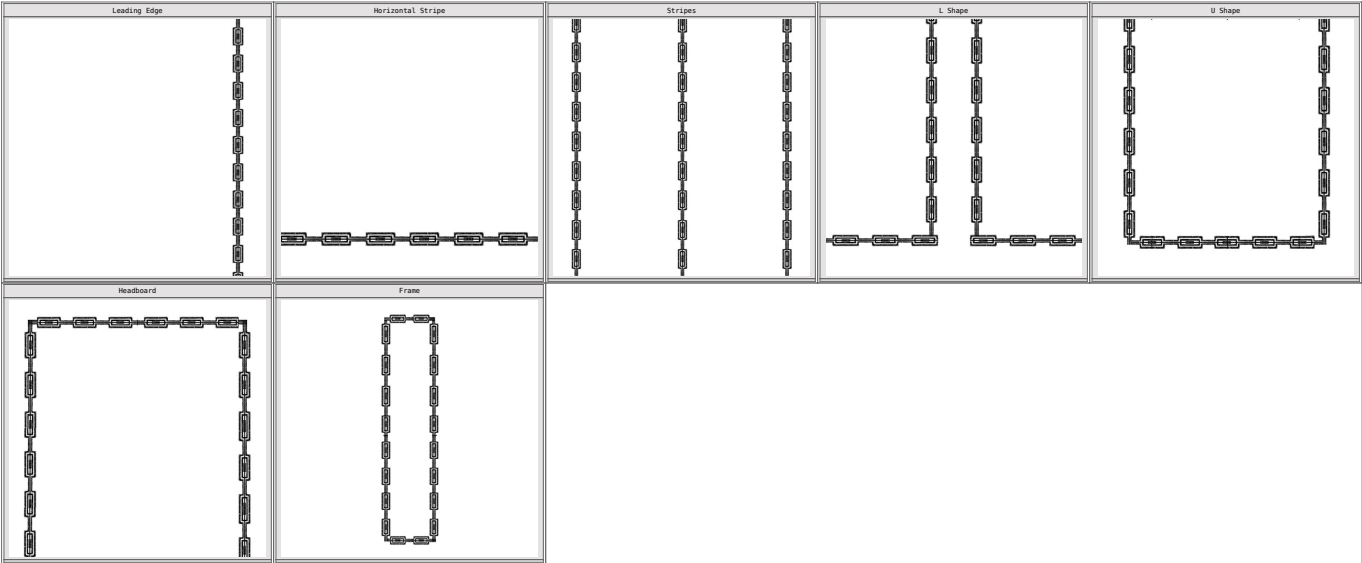 Leading Edge
Horizontal Stripe
Stripes
L Shape
U Shape
Headboard
Frame